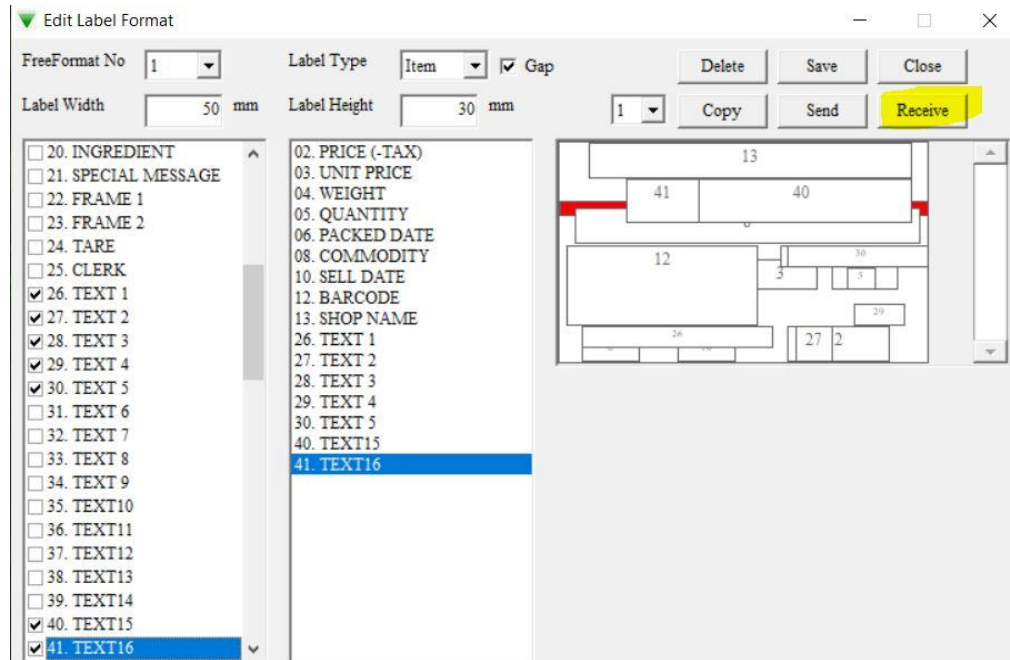 Edit Label Format
FreeFormat No 1 Label Type Item Gap Delete Save Close
Label Width 50 mm Label Height 30 mm 1 Copy Send Receive
20. INGREDIENT
21. SPECIAL MESSAGE
22. FRAME 1
23. FRAME 2
24. TARE
25. CLERK
26. TEXT 1
27. TEXT 2
28. TEXT 3
29. TEXT 4
30. TEXT 5
31. TEXT 6
32. TEXT 7
33. TEXT 8
34. TEXT 9
35. TEXT10
36. TEXT11
37. TEXT12
38. TEXT13
39. TEXT14
40. TEXT15
41. TEXT16
02. PRICE (-TAX)
03. UNIT PRICE
04. WEIGHT
05. QUANTITY
06. PACKED DATE
08. COMMODITY
10. SELL DATE
12. BARCODE
13. SHOP NAME
26. TEXT 1
27. TEXT 2
28. TEXT 3
29. TEXT 4
30. TEXT 5
40. TEXT15
41. TEXT16
13
41 40
12 30
3 5
29
26 27 2